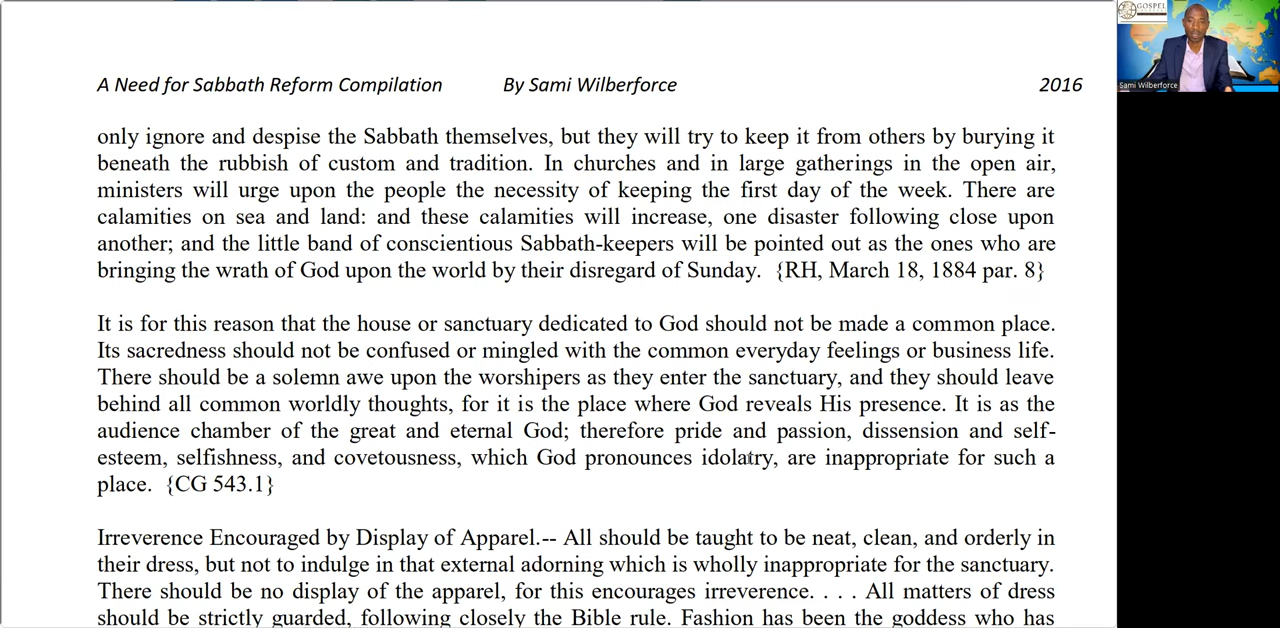 A Need for Sabbath Reform Compilation By Sami Wilberforce 2016
only ignore and despise the Sabbath themselves, but they will try to keep it from others by burying it
beneath the rubbish of custom and tradition. In churches and in large gatherings in the open air,
ministers will urge upon the people the necessity of keeping the first day of the week. There are
calamities on sea and land: and these calamities will increase, one disaster following close upon
another; and the little band of conscientious Sabbath-keepers will be pointed out as the ones who are
bringing the wrath of God upon the world by their disregard of Sunday. {RH, March 18, 1884 par. 8}
It is for this reason that the house or sanctuary dedicated to God should not be made a common place.
Its sacredness should not be confused or mingled with the common everyday feelings or business life.
There should be a solemn awe upon the worshipers as they enter the sanctuary, and they should leave
behind all common worldly thoughts, for it is the place where God reveals His presence. It is as the
audience chamber of the great and eternal God; therefore pride and passion, dissension and self-
esteem, selfishness, and covetousness, which God pronounces idolatry, are inappropriate for such a
place. {CG 543.1}
Irreverence Encouraged by Display of Apparel.-- All should be taught to be neat, clean, and orderly in
their dress, but not to indulge in that external adorning which is wholly inappropriate for the sanctuary.
There should be no display of the apparel, for this encourages irreverence. . . . All matters of dress
should be strictly guarded, following closely the Bible rule. Fashion has been the goddess who has
GOSPEL
Sami Wilberforce